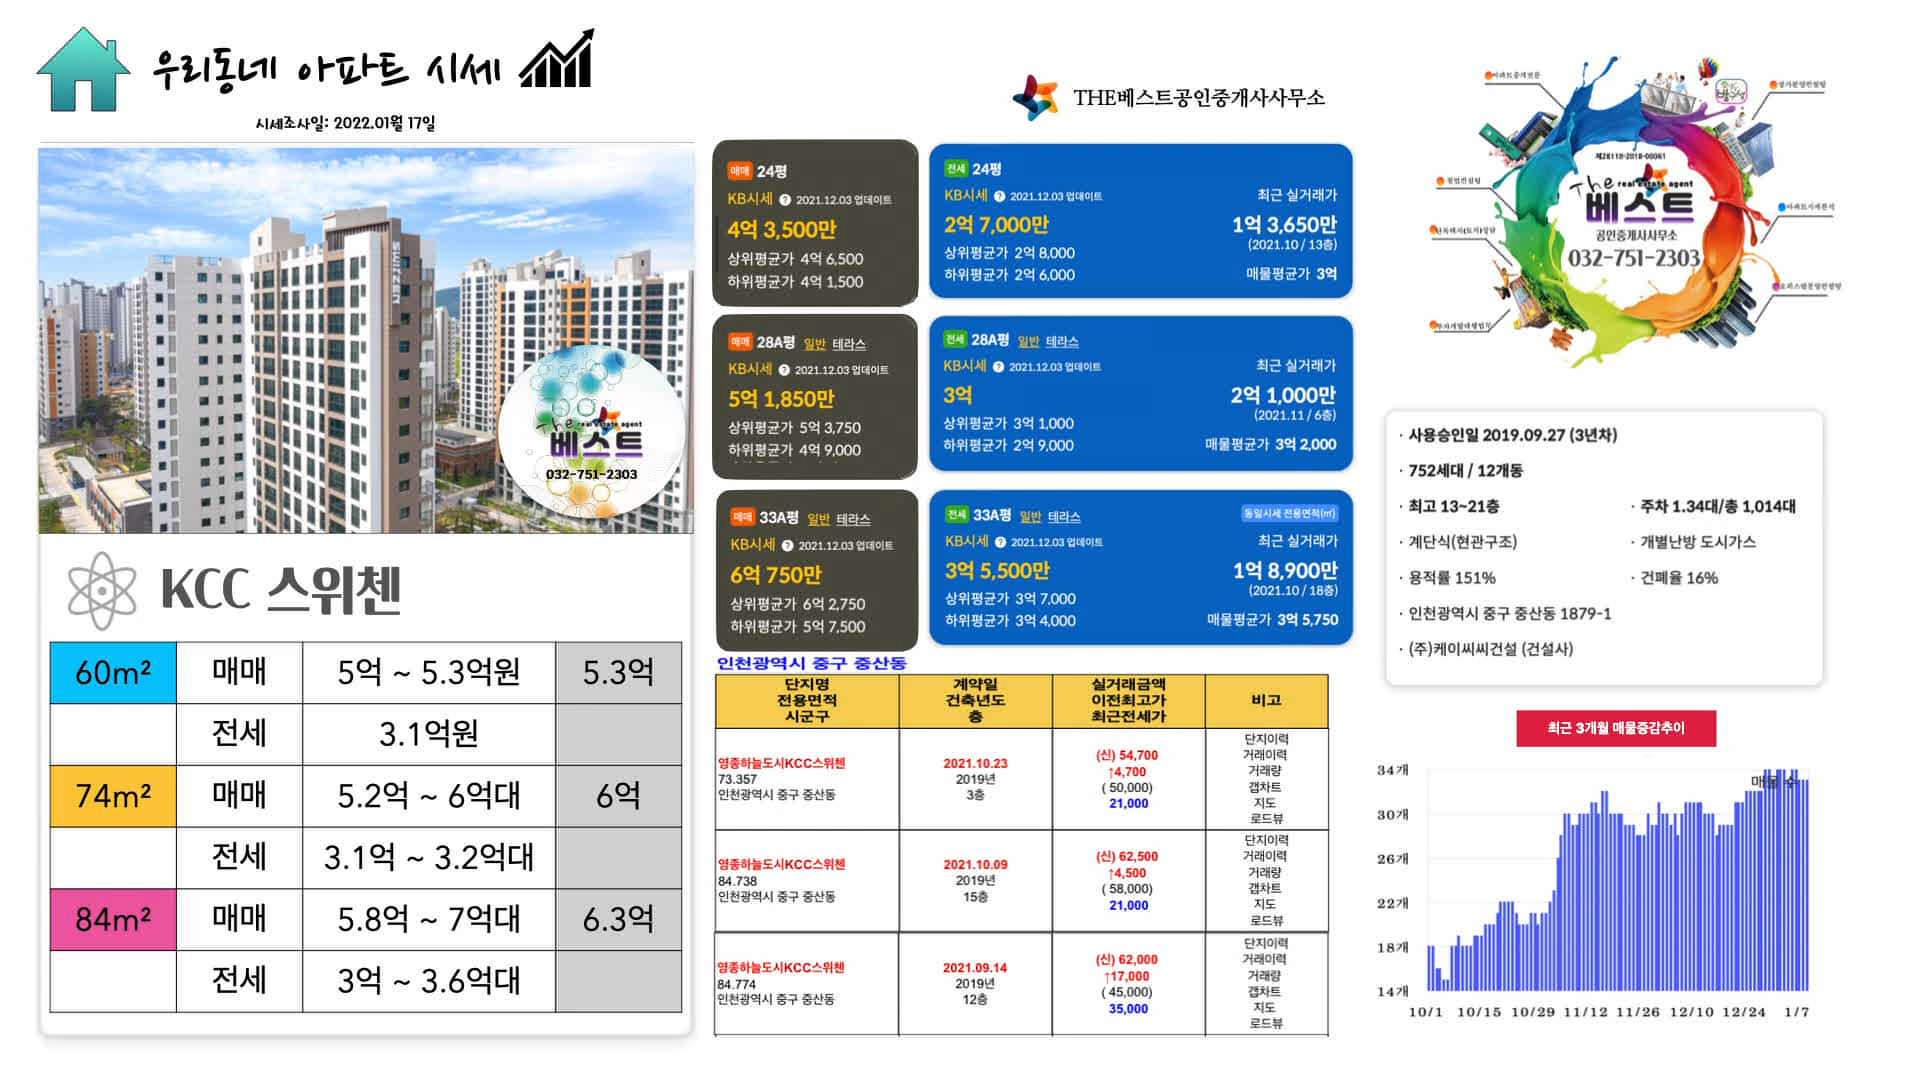 우리동네 아파트 시세
시세조사일: 2022.01월 17일
SWITZEN
The real estate agent
베스트
032-751-2303
KCC 스위첸
60m² 매매 5억 ~ 5.3억원 5.3억
전세 3.1억원
74m² 매매 5.2억 ~ 6억대 6억
전세 3.1억 ~ 3.2억대
84m² 매매 5.8억 ~ 7억대 6.3억
전세 3억 ~ 3.6억대
THE베스트공인중개사사무소
매매 24평
KB시세 ? 2021.12.03 업데이트
4억 3,500만
상위평균가 4억 6,500
하위평균가 4억 1,500
전세 24평
KB시세 ? 2021.12.03 업데이트 최근 실거래가
2억 7,000만 1억 3,650만
(2021.10 / 13층)
상위평균가 2억 8,000
하위평균가 2억 6,000 매물평균가 3억
매매 28A평 일반 테라스
KB시세 ? 2021.12.03 업데이트
5억 1,850만
상위평균가 5억 3,750
하위평균가 4억 9,000
전세 28A평 일반 테라스
KB시세 ? 2021.12.03 업데이트 최근 실거래가
3억 2억 1,000만
(2021.11 / 6층)
상위평균가 3억 1,000
하위평균가 2억 9,000 매물평균가 3억 2,000
매매 33A평 일반 테라스
KB시세 ? 2021.12.03 업데이트
6억 750만
상위평균가 6억 2,750
하위평균가 5억 7,500
전세 33A평 일반 테라스 동일시세 전용면적(㎡)
KB시세 ? 2021.12.03 업데이트 최근 실거래가
3억 5,500만 1억 8,900만
(2021.10 / 18층)
상위평균가 3억 7,000
하위평균가 3억 4,000 매물평균가 3억 5,750
인천광역시 중구 중산동
단지명 계약일 실거래금액
전용면적 건축년도 이전최고가 비고
시군구 층 최근전세가
단지이력
영종하늘도시KCC스위첸 2021.10.23 (신) 54,700 거래이력
73.357 2019년 ↑4,700 거래량
인천광역시 중구 중산동 3층 ( 50,000) 갭차트
21,000 지도
로드뷰
단지이력
영종하늘도시KCC스위첸 2021.10.09 (신) 62,500 거래이력
84.738 2019년 ↑4,500 거래량
인천광역시 중구 중산동 15층 ( 58,000) 갭차트
21,000 지도
로드뷰
단지이력
영종하늘도시KCC스위첸 2021.09.14 (신) 62,000 거래이력
84.774 2019년 ↑17,000 거래량
인천광역시 중구 중산동 12층 ( 45,000) 갭차트
35,000 지도
로드뷰
제28110-2018-00061
The real estate agent
베스트
공인중개사사무소
032-751-2303
· 사용승인일 2019.09.27 (3년차)
· 752세대 / 12개동
· 최고 13~21층 · 주차 1.34대/총 1,014대
· 계단식(현관구조) · 개별난방 도시가스
· 용적률 151% · 건폐율 16%
· 인천광역시 중구 중산동 1879-1
· (주)케이씨씨건설 (건설사)
최근 3개월 매물증감추이
매물 수
34개
30개
26개
22개
18개
14개
10/1 10/15 10/29 11/12 11/26 12/10 12/24 1/7